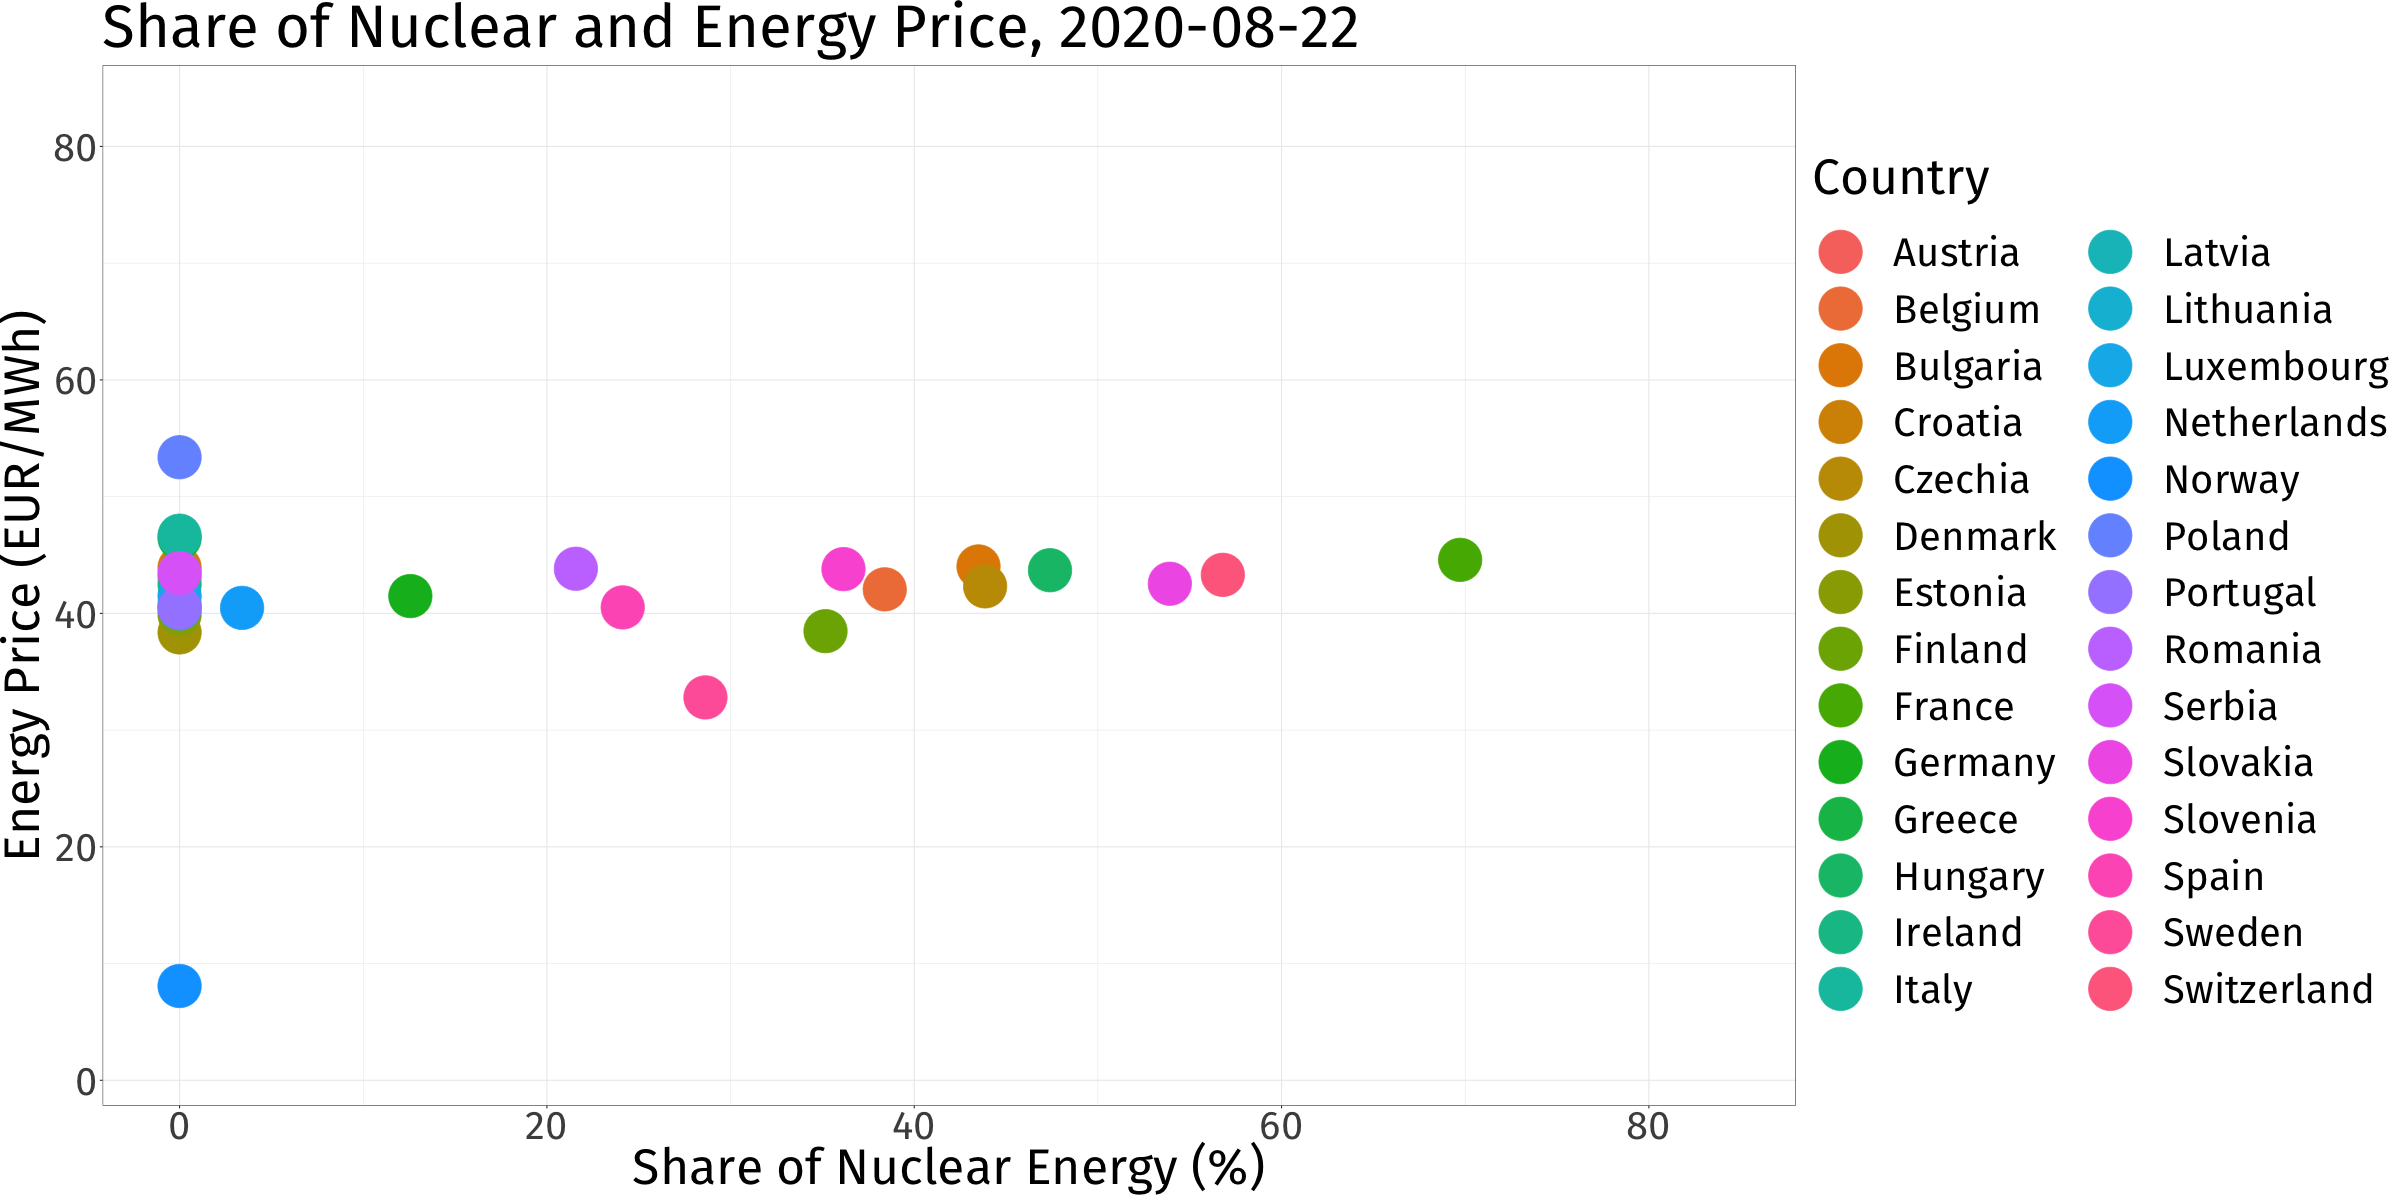 Share of Nuclear and Energy Price, 2020-08-22
Energy Price (EUR/MWh)
80
60
40
20
0
0
20
40
60
80
Share of Nuclear Energy (%)
Country
Austria
Belgium
Bulgaria
Croatia
Czechia
Denmark
Estonia
Finland
France
Germany
Greece
Hungary
Ireland
Italy
Latvia
Lithuania
Luxembourg
Netherlands
Norway
Poland
Portugal
Romania
Serbia
Slovakia
Slovenia
Spain
Sweden
Switzerland